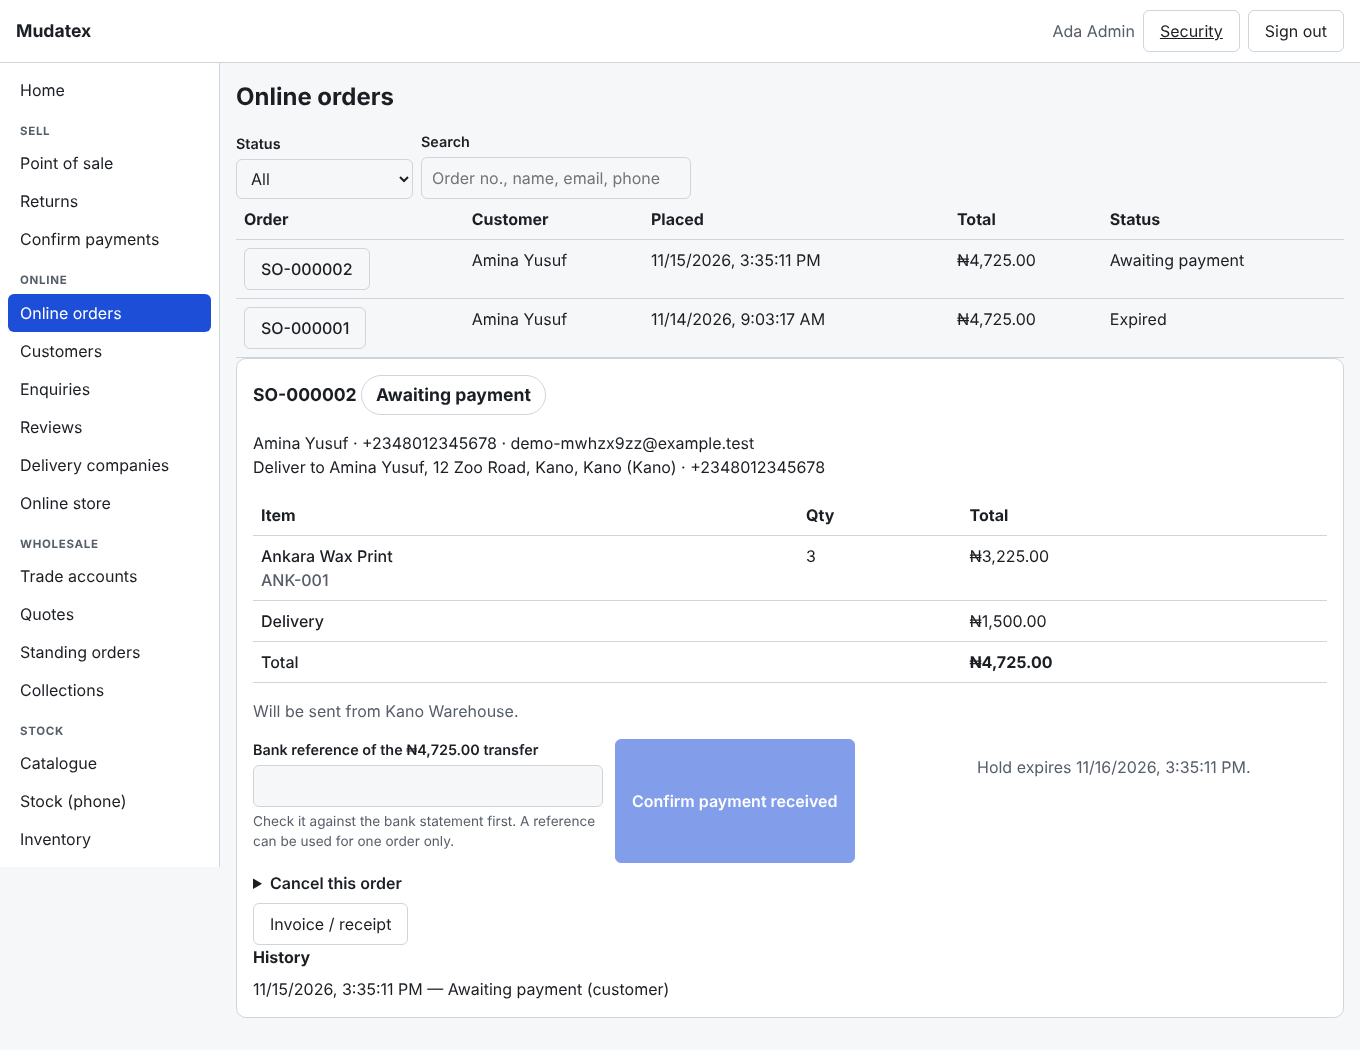 Mudatex
Ada Admin Security Sign out
Home
SELL
Point of sale
Returns
Confirm payments
ONLINE
Online orders
Customers
Enquiries
Reviews
Delivery companies
Online store
WHOLESALE
Trade accounts
Quotes
Standing orders
Collections
STOCK
Catalogue
Stock (phone)
Inventory
Online orders
Status
All
Search
Order no., name, email, phone
Order Customer Placed Total Status
SO-000002 Amina Yusuf 11/15/2026, 3:35:11 PM ₦4,725.00 Awaiting payment
SO-000001 Amina Yusuf 11/14/2026, 9:03:17 AM ₦4,725.00 Expired
SO-000002 Awaiting payment
Amina Yusuf · +2348012345678 · demo-mwhzx9zz@example.test
Deliver to Amina Yusuf, 12 Zoo Road, Kano, Kano (Kano) · +2348012345678
Item Qty Total
Ankara Wax Print 3 ₦3,225.00
ANK-001
Delivery ₦1,500.00
Total ₦4,725.00
Will be sent from Kano Warehouse.
Bank reference of the ₦4,725.00 transfer
Check it against the bank statement first. A reference
can be used for one order only.
Confirm payment received
Hold expires 11/16/2026, 3:35:11 PM.
Cancel this order
Invoice / receipt
History
11/15/2026, 3:35:11 PM — Awaiting payment (customer)